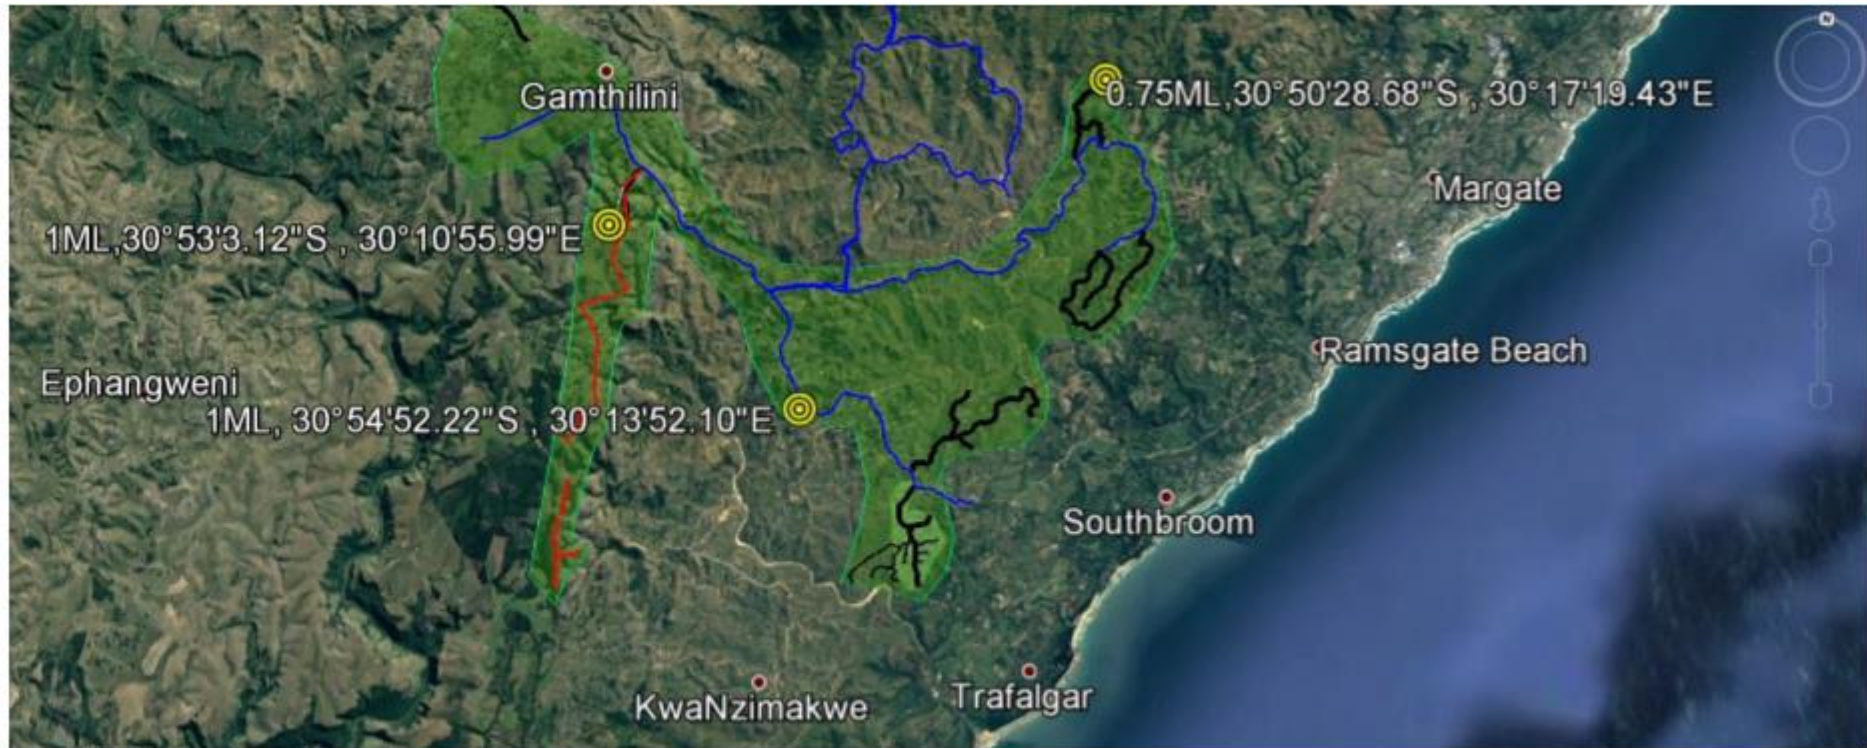 Gamthilini
0.75ML,30°50'28.68"S , 30°17'19.43"E
Margate
1ML,30°53'3.12"S , 30°10'55.99"E
Ramsgate Beach
Ephangweni
1ML, 30°54'52.22"S , 30°13'52.10"E
Southbroom
KwaNzimakwe
Trafalgar